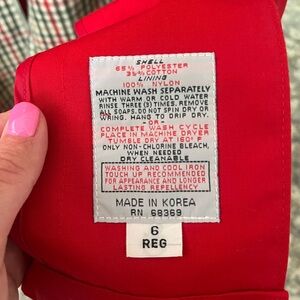 SHELL
65% POLYESTER
35% COTTON
LINING
100% NYLON
MACHINE WASH SEPARATELY
WITH WARM OR COLD WATER
RINSE THREE (3) TIMES. REMOVE
ALL SOAPS. DO NOT SPIN DRY OR
WRING. HANG TO DRIP DRY.
-OR-
COMPLETE WASH CYCLE
PLACE IN MACHINE DRYER
TUMBLE DRY AT 160° F
ONLY NON-CHLORINE BLEACH,
WHEN NEEDED
DRY CLEANABLE
WASHING AND COOL IRON
TOUCH UP RECOMMENDED
FOR APPEARANCE AND LONGER
LASTING REPELLENCY
MADE IN KOREA
RN 68369
6
REG